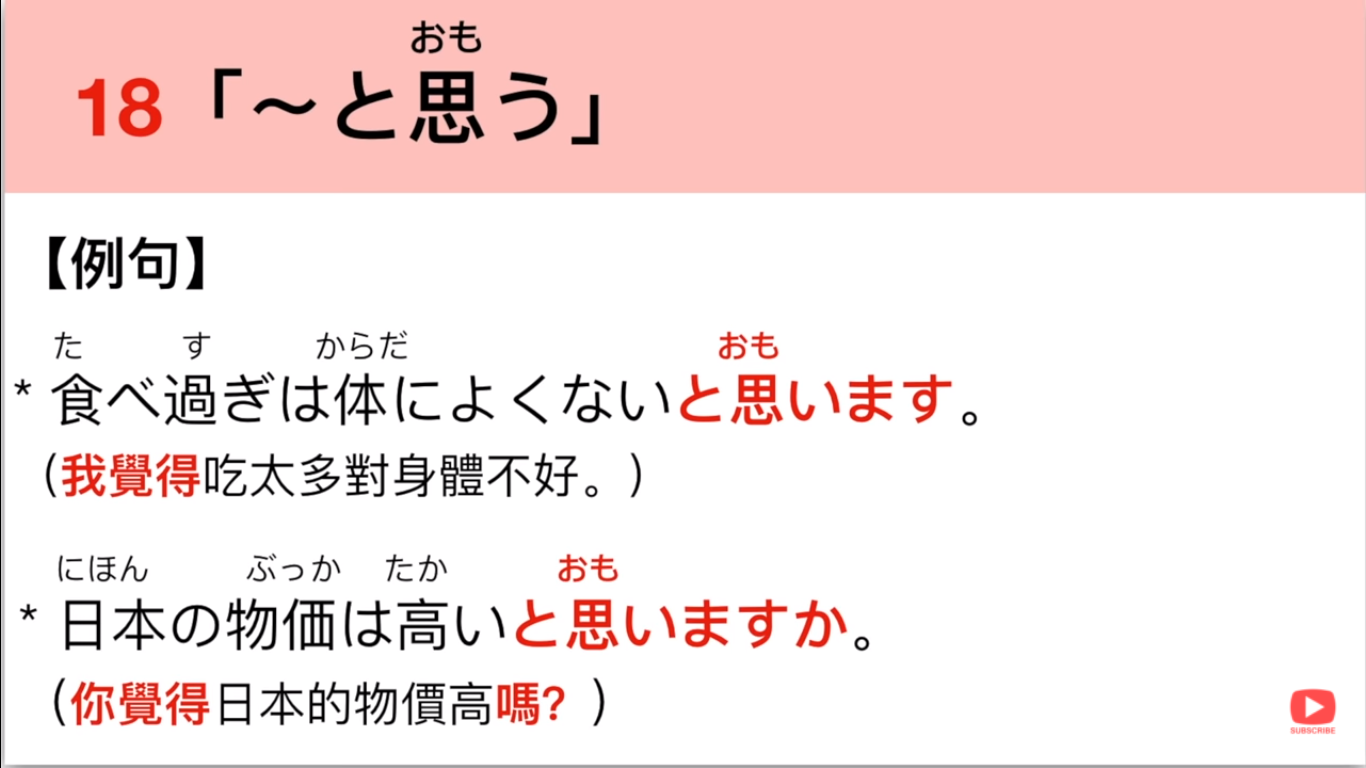 おも
18「～と思う」
【例句】
た す からだ おも
* 食べ過ぎは体によくないと思います。
（我覺得吃太多對身體不好。）
にほん ぶっか たか おも
* 日本の物価は高いと思いますか。
（你覺得日本的物價高嗎? ）
SUBSCRIBE